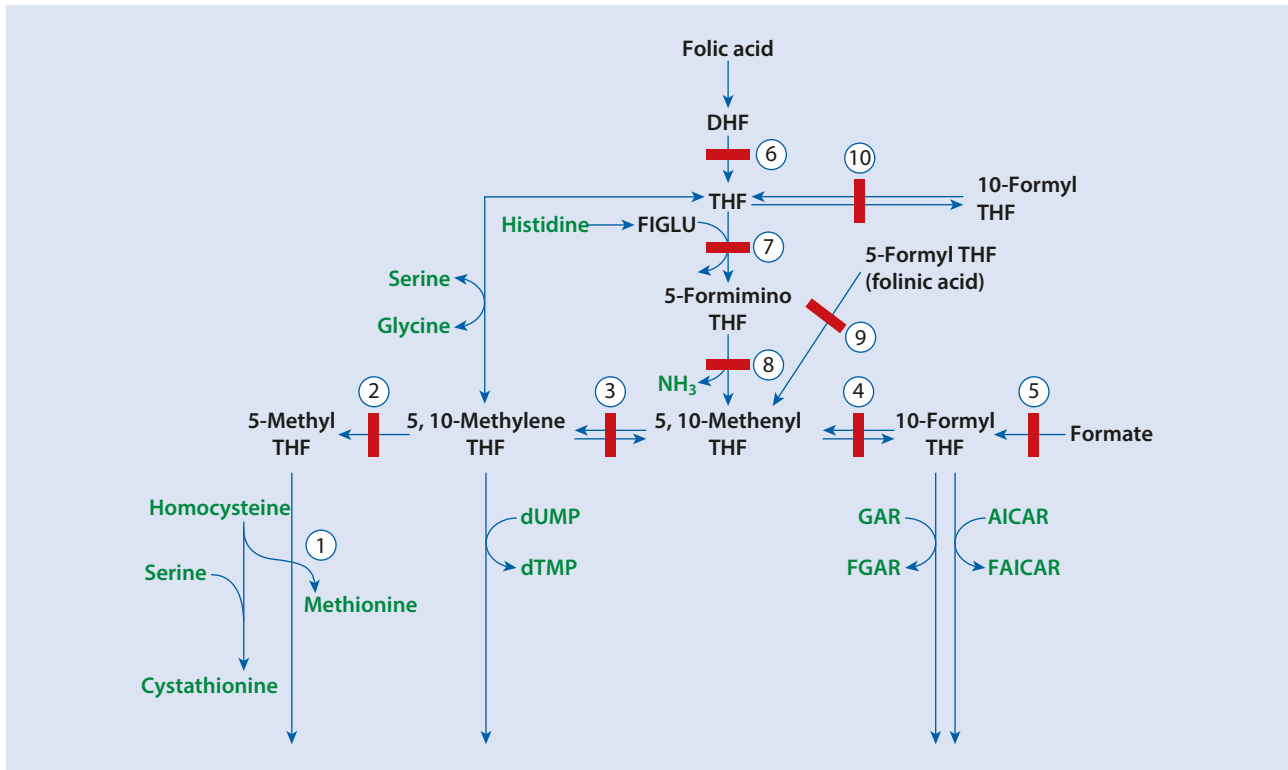 Folic acid
DHF
6
10
THF
10-Formyl
THF
Histidine
FIGLU
7
5-Formyl THF
(folinic acid)
Serine
5-Formimino
THF
Glycine
9
8
NH₃
2
3
4
5
5-Methyl
THF
5, 10-Methylene
THF
5, 10-Methenyl
THF
10-Formyl
THF
Formate
Homocysteine
dUMP
GAR
AICAR
1
Serine
dTMP
FGAR
FAICAR
Methionine
Cystathionine